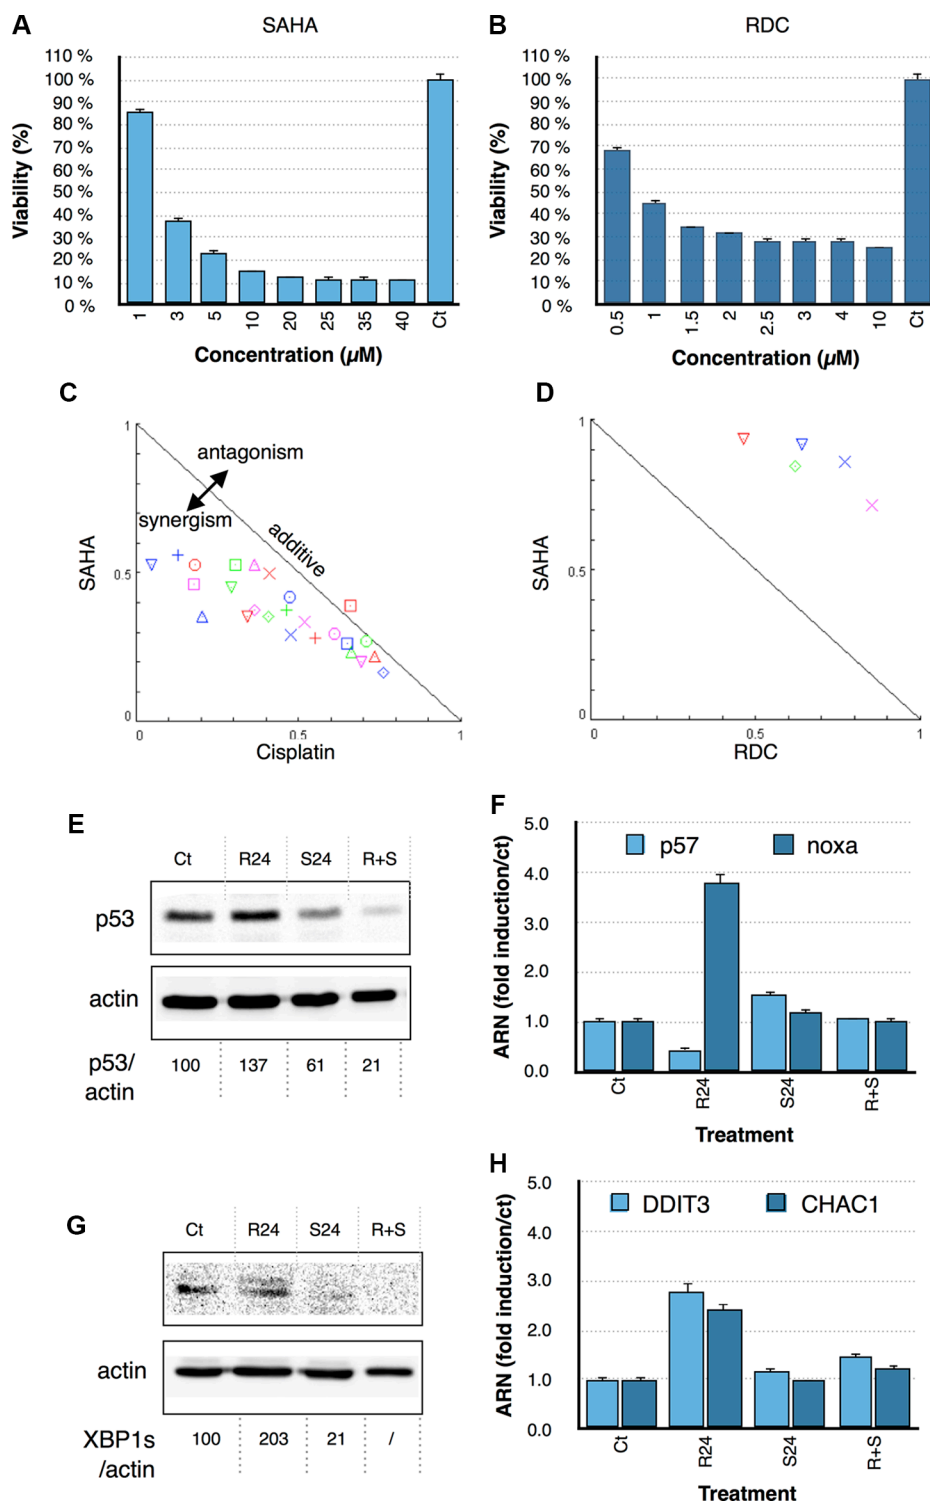 A
SAHA
110 %
100 %
90 %
80 %
70 %
60 %
50 %
40 %
30 %
20 %
10 %
0 %
Viability (%)
1
3
5
10
20
25
35
40
Ct
Concentration (µM)
B
RDC
110 %
100 %
90 %
80 %
70 %
60 %
50 %
40 %
30 %
20 %
10 %
0 %
Viability (%)
0.5
1
1.5
2
2.5
3
4
10
Ct
Concentration (µM)
C
1
antagonism
synergism
additive
SAHA
0.5
0
0
0.5
1
Cisplatin
D
1
SAHA
0.5
0
0
0.5
1
RDC
E
Ct R24 S24 R+S
p53
actin
p53/ 100 137 61 21
actin
F
5.0
4.0
3.0
2.0
1.0
0.0
p57 noxa
ARN (fold induction/ct)
Ct
R24
S24
R+S
Treatment
G
Ct R24 S24 R+S
actin
XBP1s 100 203 21 /
/actin
H
5.0
4.0
3.0
2.0
1.0
0.0
DDIT3 CHAC1
ARN (fold induction/ct)
Ct
R24
S24
R+S
Treatment